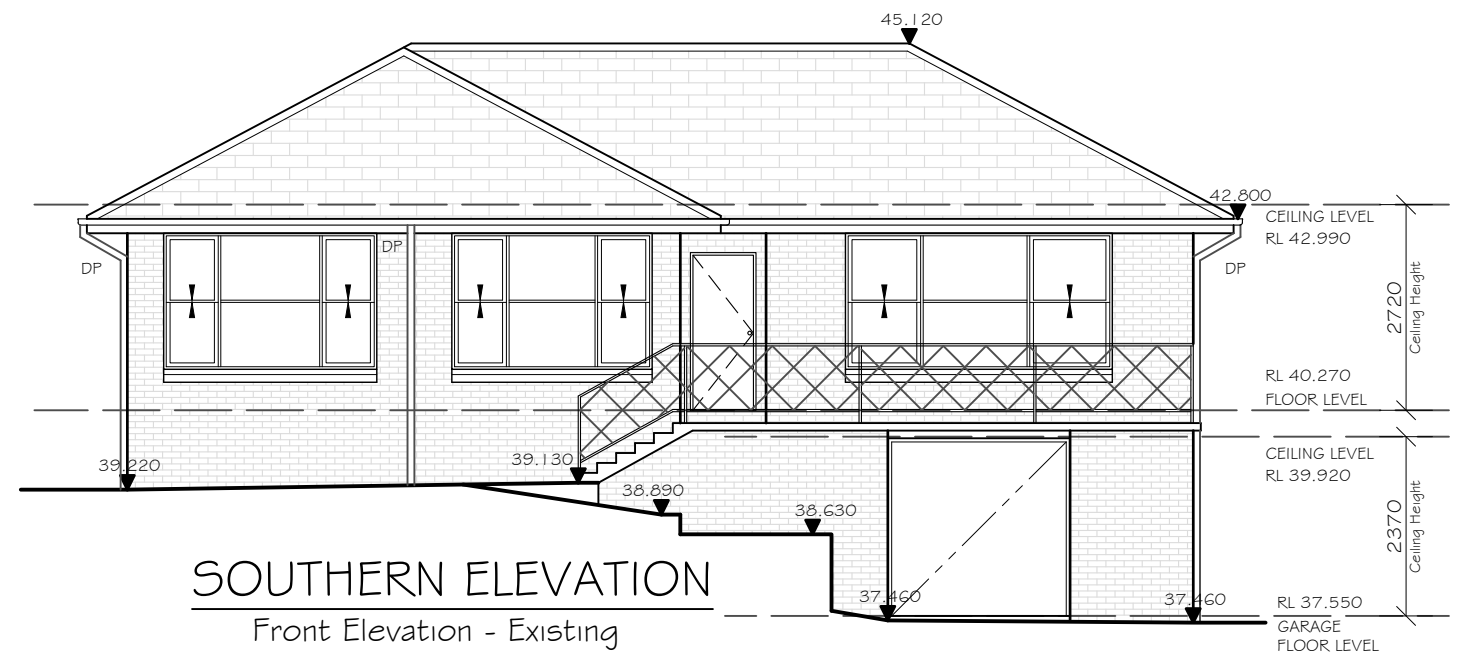 45.120
42.800
CEILING LEVEL
RL 42.990
DP
DP
DP
2720
Ceiling Height
RL 40.270
FLOOR LEVEL
39.220
39.130
CEILING LEVEL
RL 39.920
38.890
38.630
2370
Ceiling Height
37.460
37.460
RL 37.550
GARAGE
FLOOR LEVEL
SOUTHERN ELEVATION
Front Elevation - Existing